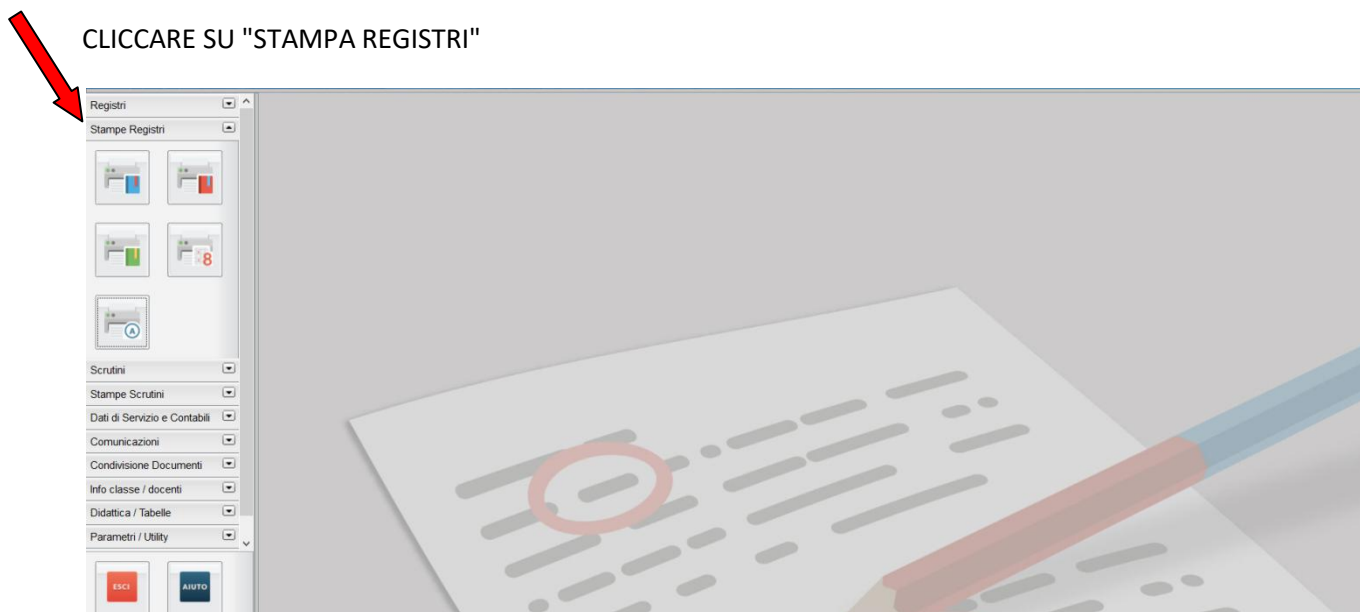 CLICCARE SU "STAMPA REGISTRI"
Registri
Stampe Registri
8
A
Scrutini
Stampe Scrutini
Dati di Servizio e Contabili
Comunicazioni
Condivisione Documenti
Info classe / docenti
Didattica / Tabelle
Parametri / Utility
ESCI AIUTO